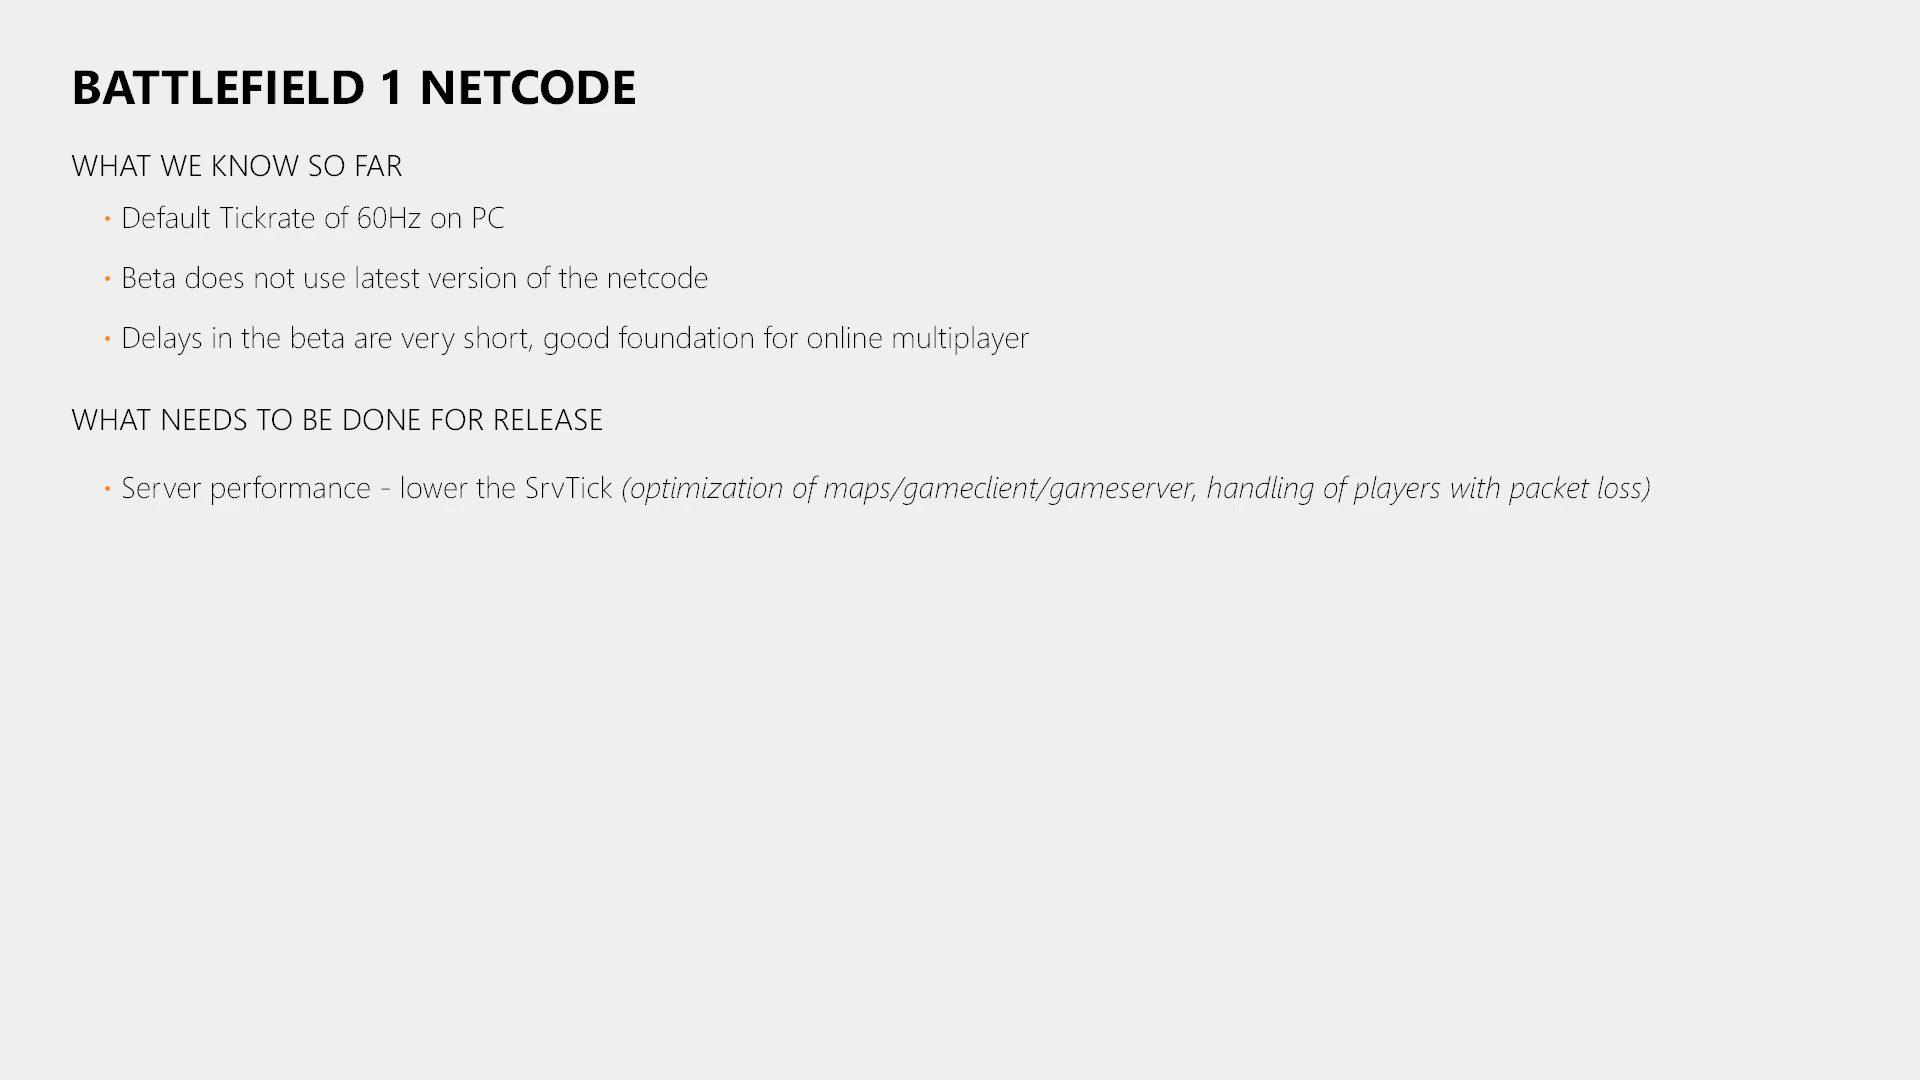 BATTLEFIELD 1 NETCODE
WHAT WE KNOW SO FAR
• Default Tickrate of 60Hz on PC
• Beta does not use latest version of the netcode
• Delays in the beta are very short, good foundation for online multiplayer
WHAT NEEDS TO BE DONE FOR RELEASE
• Server performance - lower the SrvTick (optimization of maps/gameclient/gameserver, handling of players with packet loss)